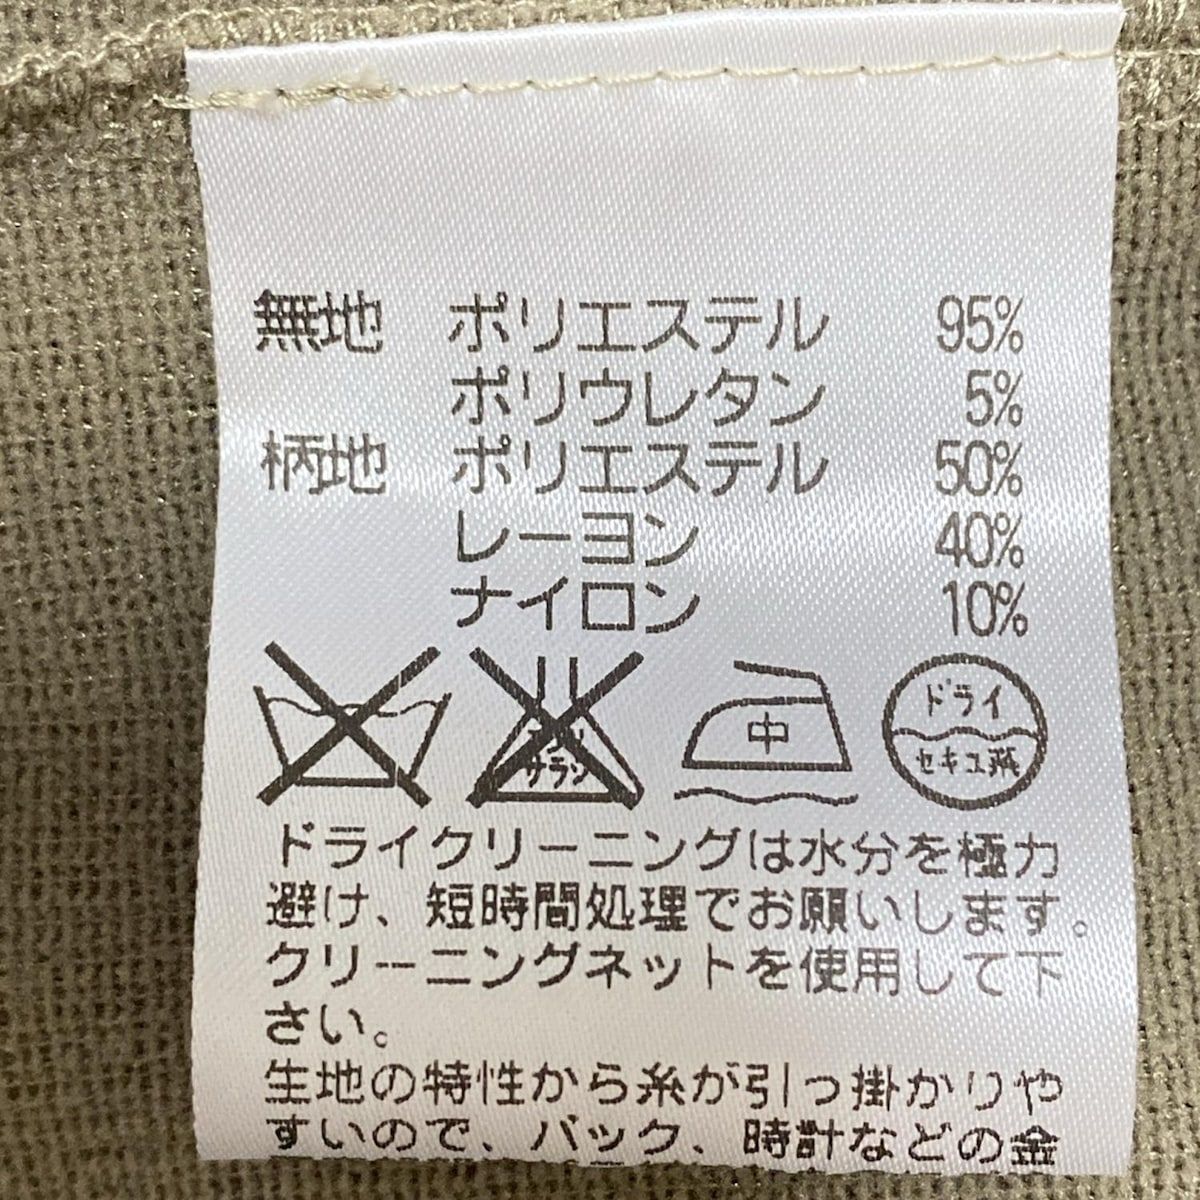 無地 ポリエステル 95%
ポリウレタン 5%
柄地 ポリエステル 50%
レーヨン 40%
ナイロン 10%
サラシ
中
ドライ
セキユ系
ドライクリーニングは水分を極力
避け、短時間処理でお願いします。
クリーニングネットを使用して下
さい。
生地の特性から糸が引っ掛かりや
すいので、バック、時計などの金